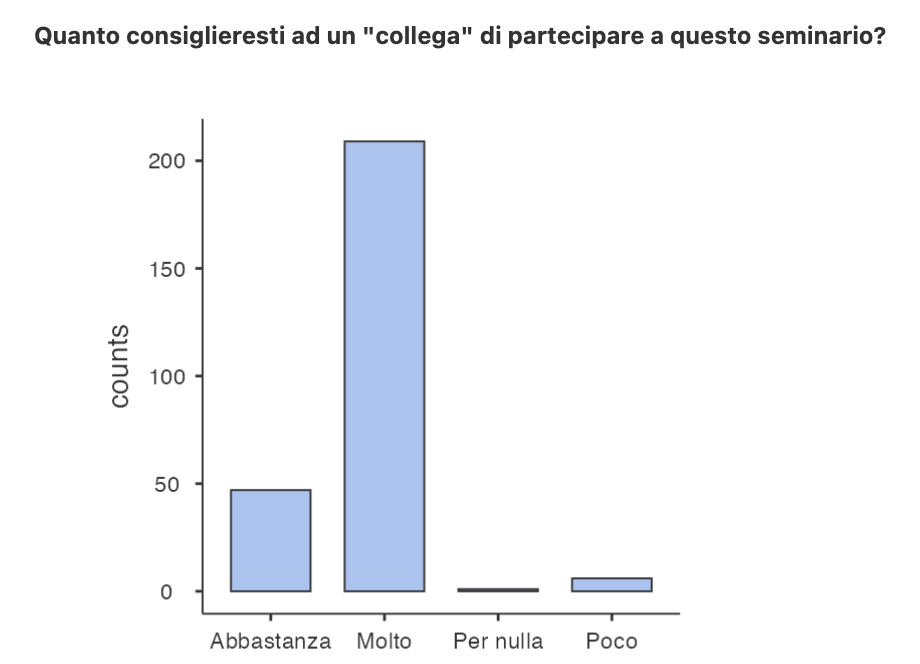 Quanto consiglieresti ad un "collega" di partecipare a questo seminario?
200
150
100
50
0
counts
Abbastanza Molto Per nulla Poco